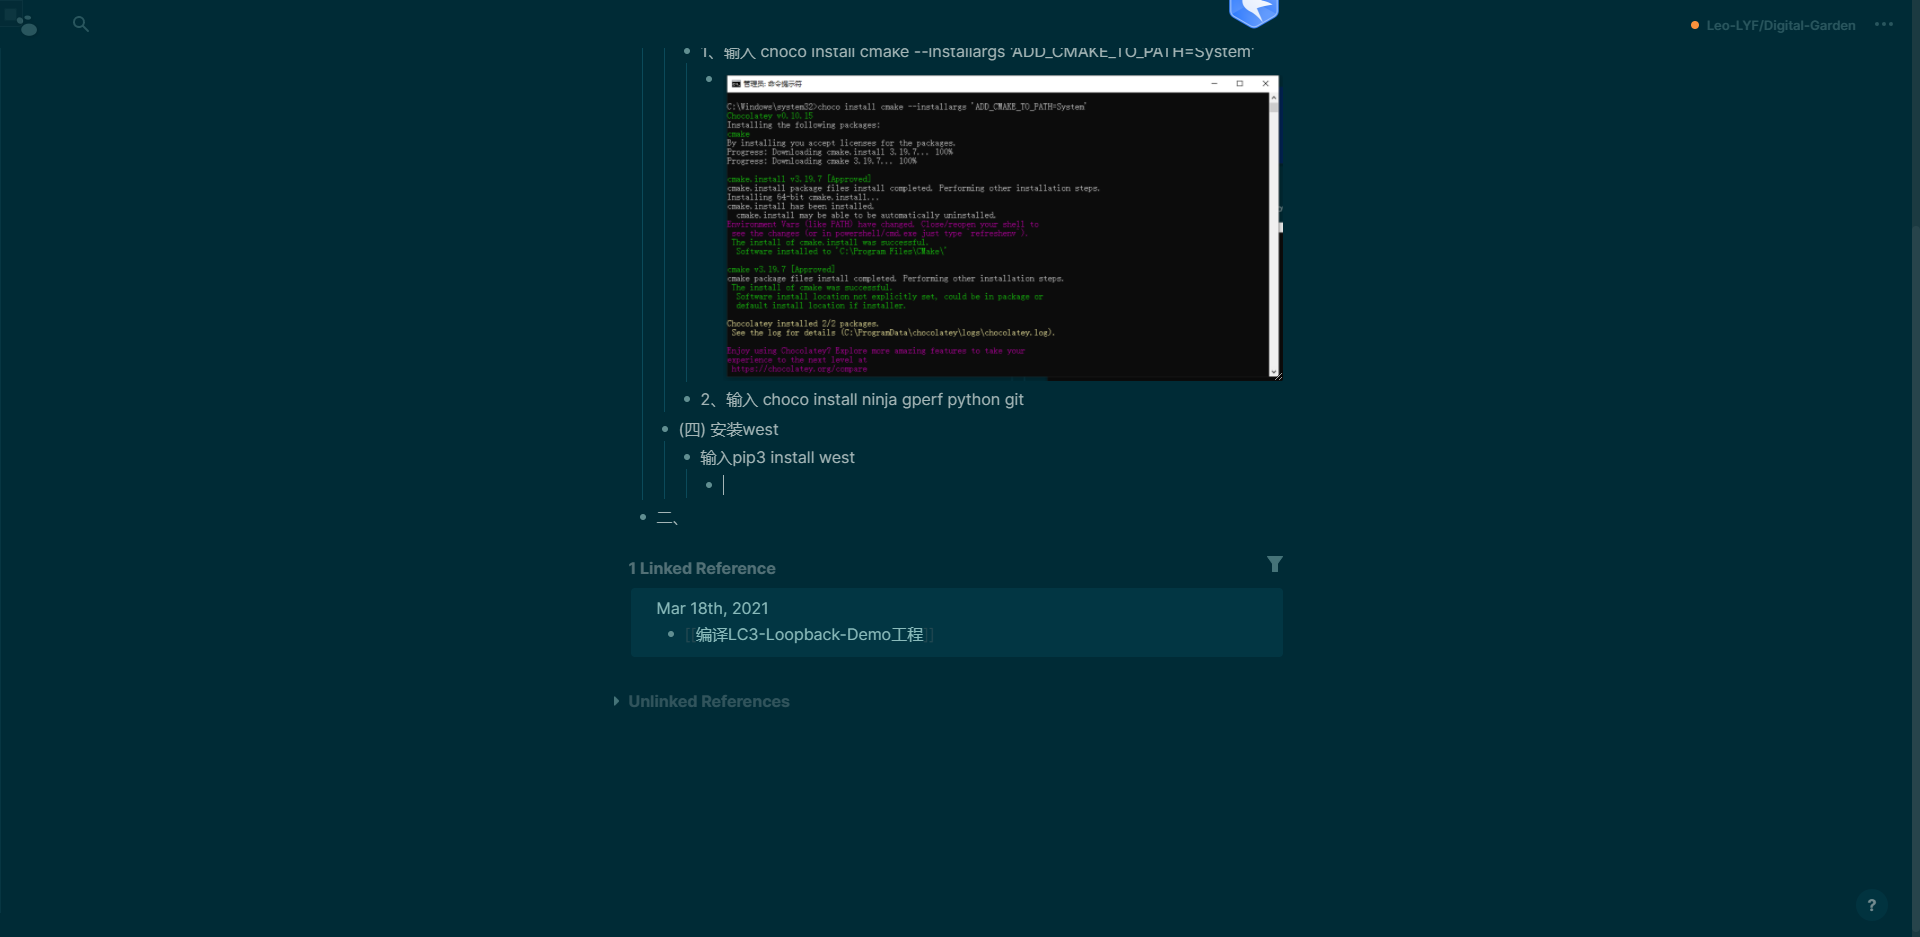 Leo-LYF/Digital-Garden
1、输入 choco install cmake --installargs 'ADD_CMAKE_TO_PATH=System'
管理员: 命令提示符
C:\Windows\system32>choco install cmake --installargs 'ADD_CMAKE_TO_PATH=System'
Chocolatey v0.10.15
Installing the following packages:
cmake
By installing you accept licenses for the packages.
Progress: Downloading cmake.install 3.19.7... 100%
Progress: Downloading cmake 3.19.7... 100%
cmake.install v3.19.7 [Approved]
cmake.install package files install completed. Performing other installation steps.
Installing 64-bit cmake.install...
cmake.install has been installed.
cmake.install may be able to be automatically uninstalled.
Environment Vars (like PATH) have changed. Close/reopen your shell to
see the changes (or in powershell/cmd.exe just type `refreshenv`).
The install of cmake.install was successful.
Software installed to 'C:\Program Files\CMake\'
cmake v3.19.7 [Approved]
cmake package files install completed. Performing other installation steps.
The install of cmake was successful.
Software install location not explicitly set, could be in package or
default install location if installer.
Chocolatey installed 2/2 packages.
See the log for details (C:\ProgramData\chocolatey\logs\chocolatey.log).
Enjoy using Chocolatey? Explore more amazing features to take your
experience to the next level at
https://chocolatey.org/compare
2、输入 choco install ninja gperf python git
(四) 安装west
输入pip3 install west
二、
1 Linked Reference
Mar 18th, 2021
[[编译LC3-Loopback-Demo工程]]
Unlinked References
?